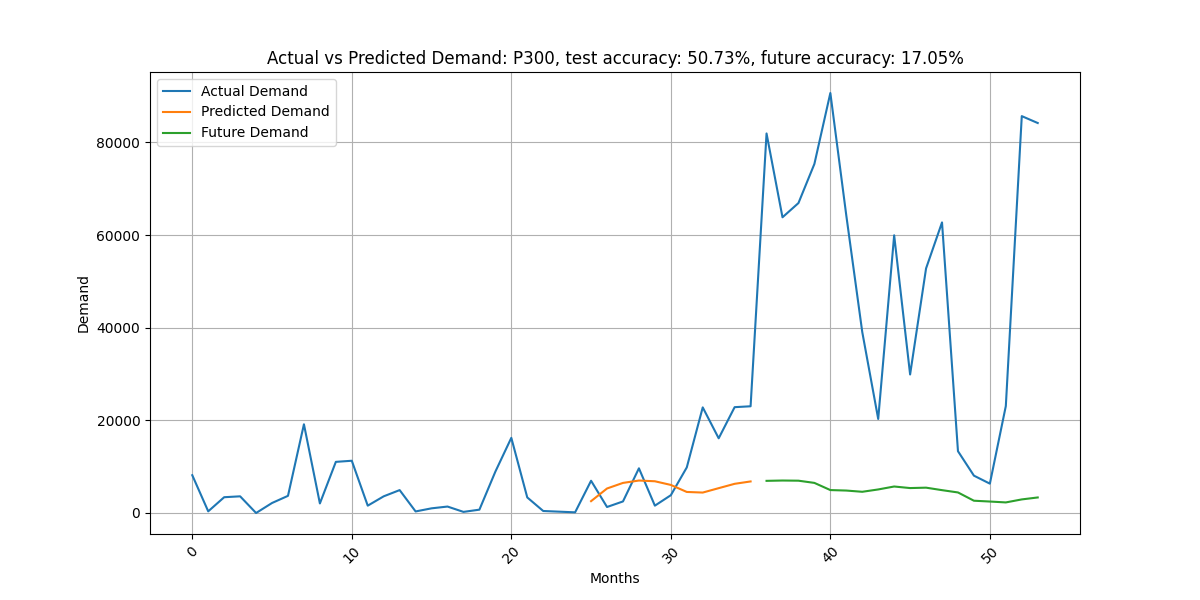 Actual vs Predicted Demand: P300, test accuracy: 50.73%, future accuracy: 17.05%
Actual Demand
Predicted Demand
Future Demand
80000
60000
40000
20000
0
Demand
0
10
20
30
40
50
Months